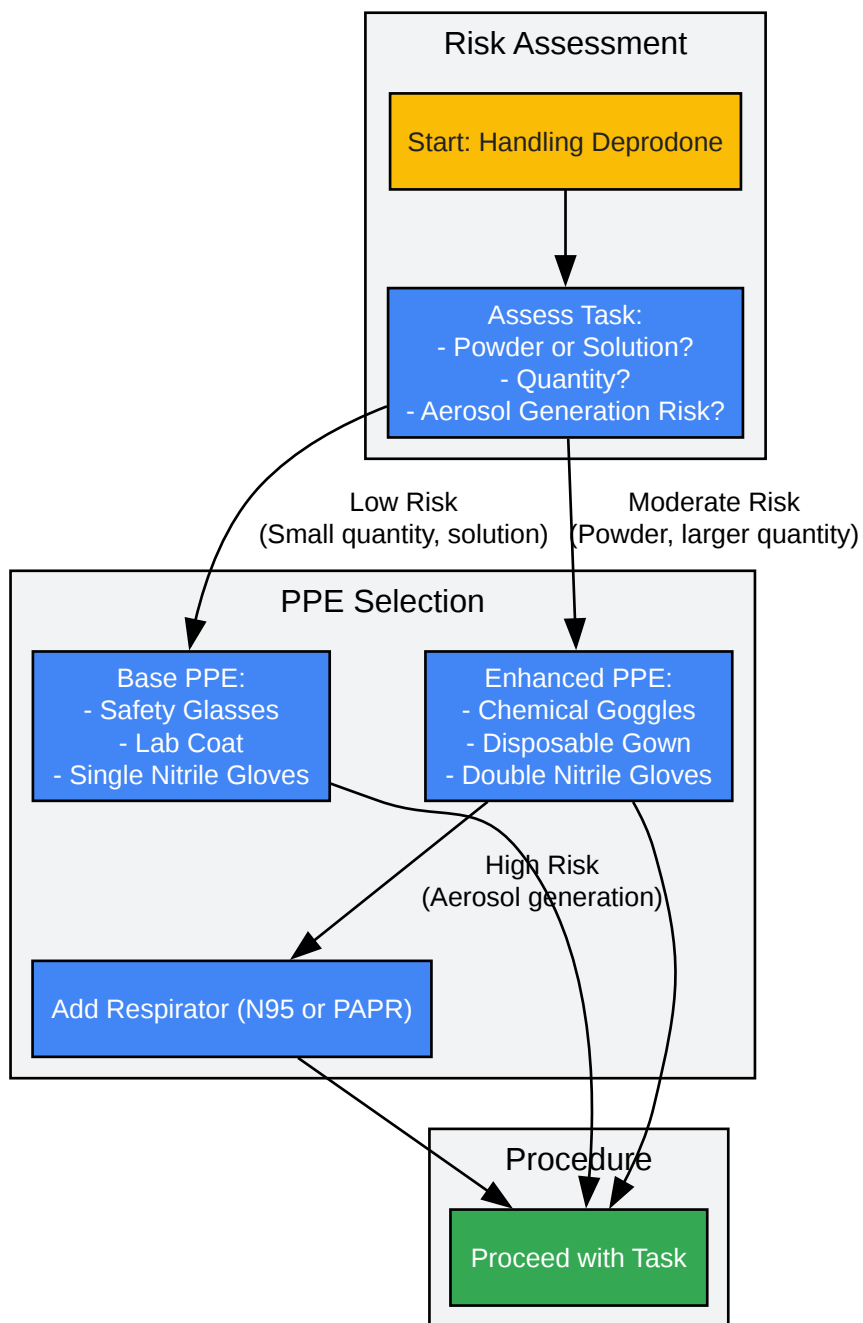 Risk Assessment
Start: Handling Deprodone
Assess Task:
- Powder or Solution?
- Quantity?
- Aerosol Generation Risk?
Low Risk
(Small quantity, solution)
Moderate Risk
(Powder, larger quantity)
PPE Selection
Base PPE:
- Safety Glasses
- Lab Coat
- Single Nitrile Gloves
Enhanced PPE:
- Chemical Goggles
- Disposable Gown
- Double Nitrile Gloves
High Risk
(Aerosol generation)
Add Respirator (N95 or PAPR)
Procedure
Proceed with Task